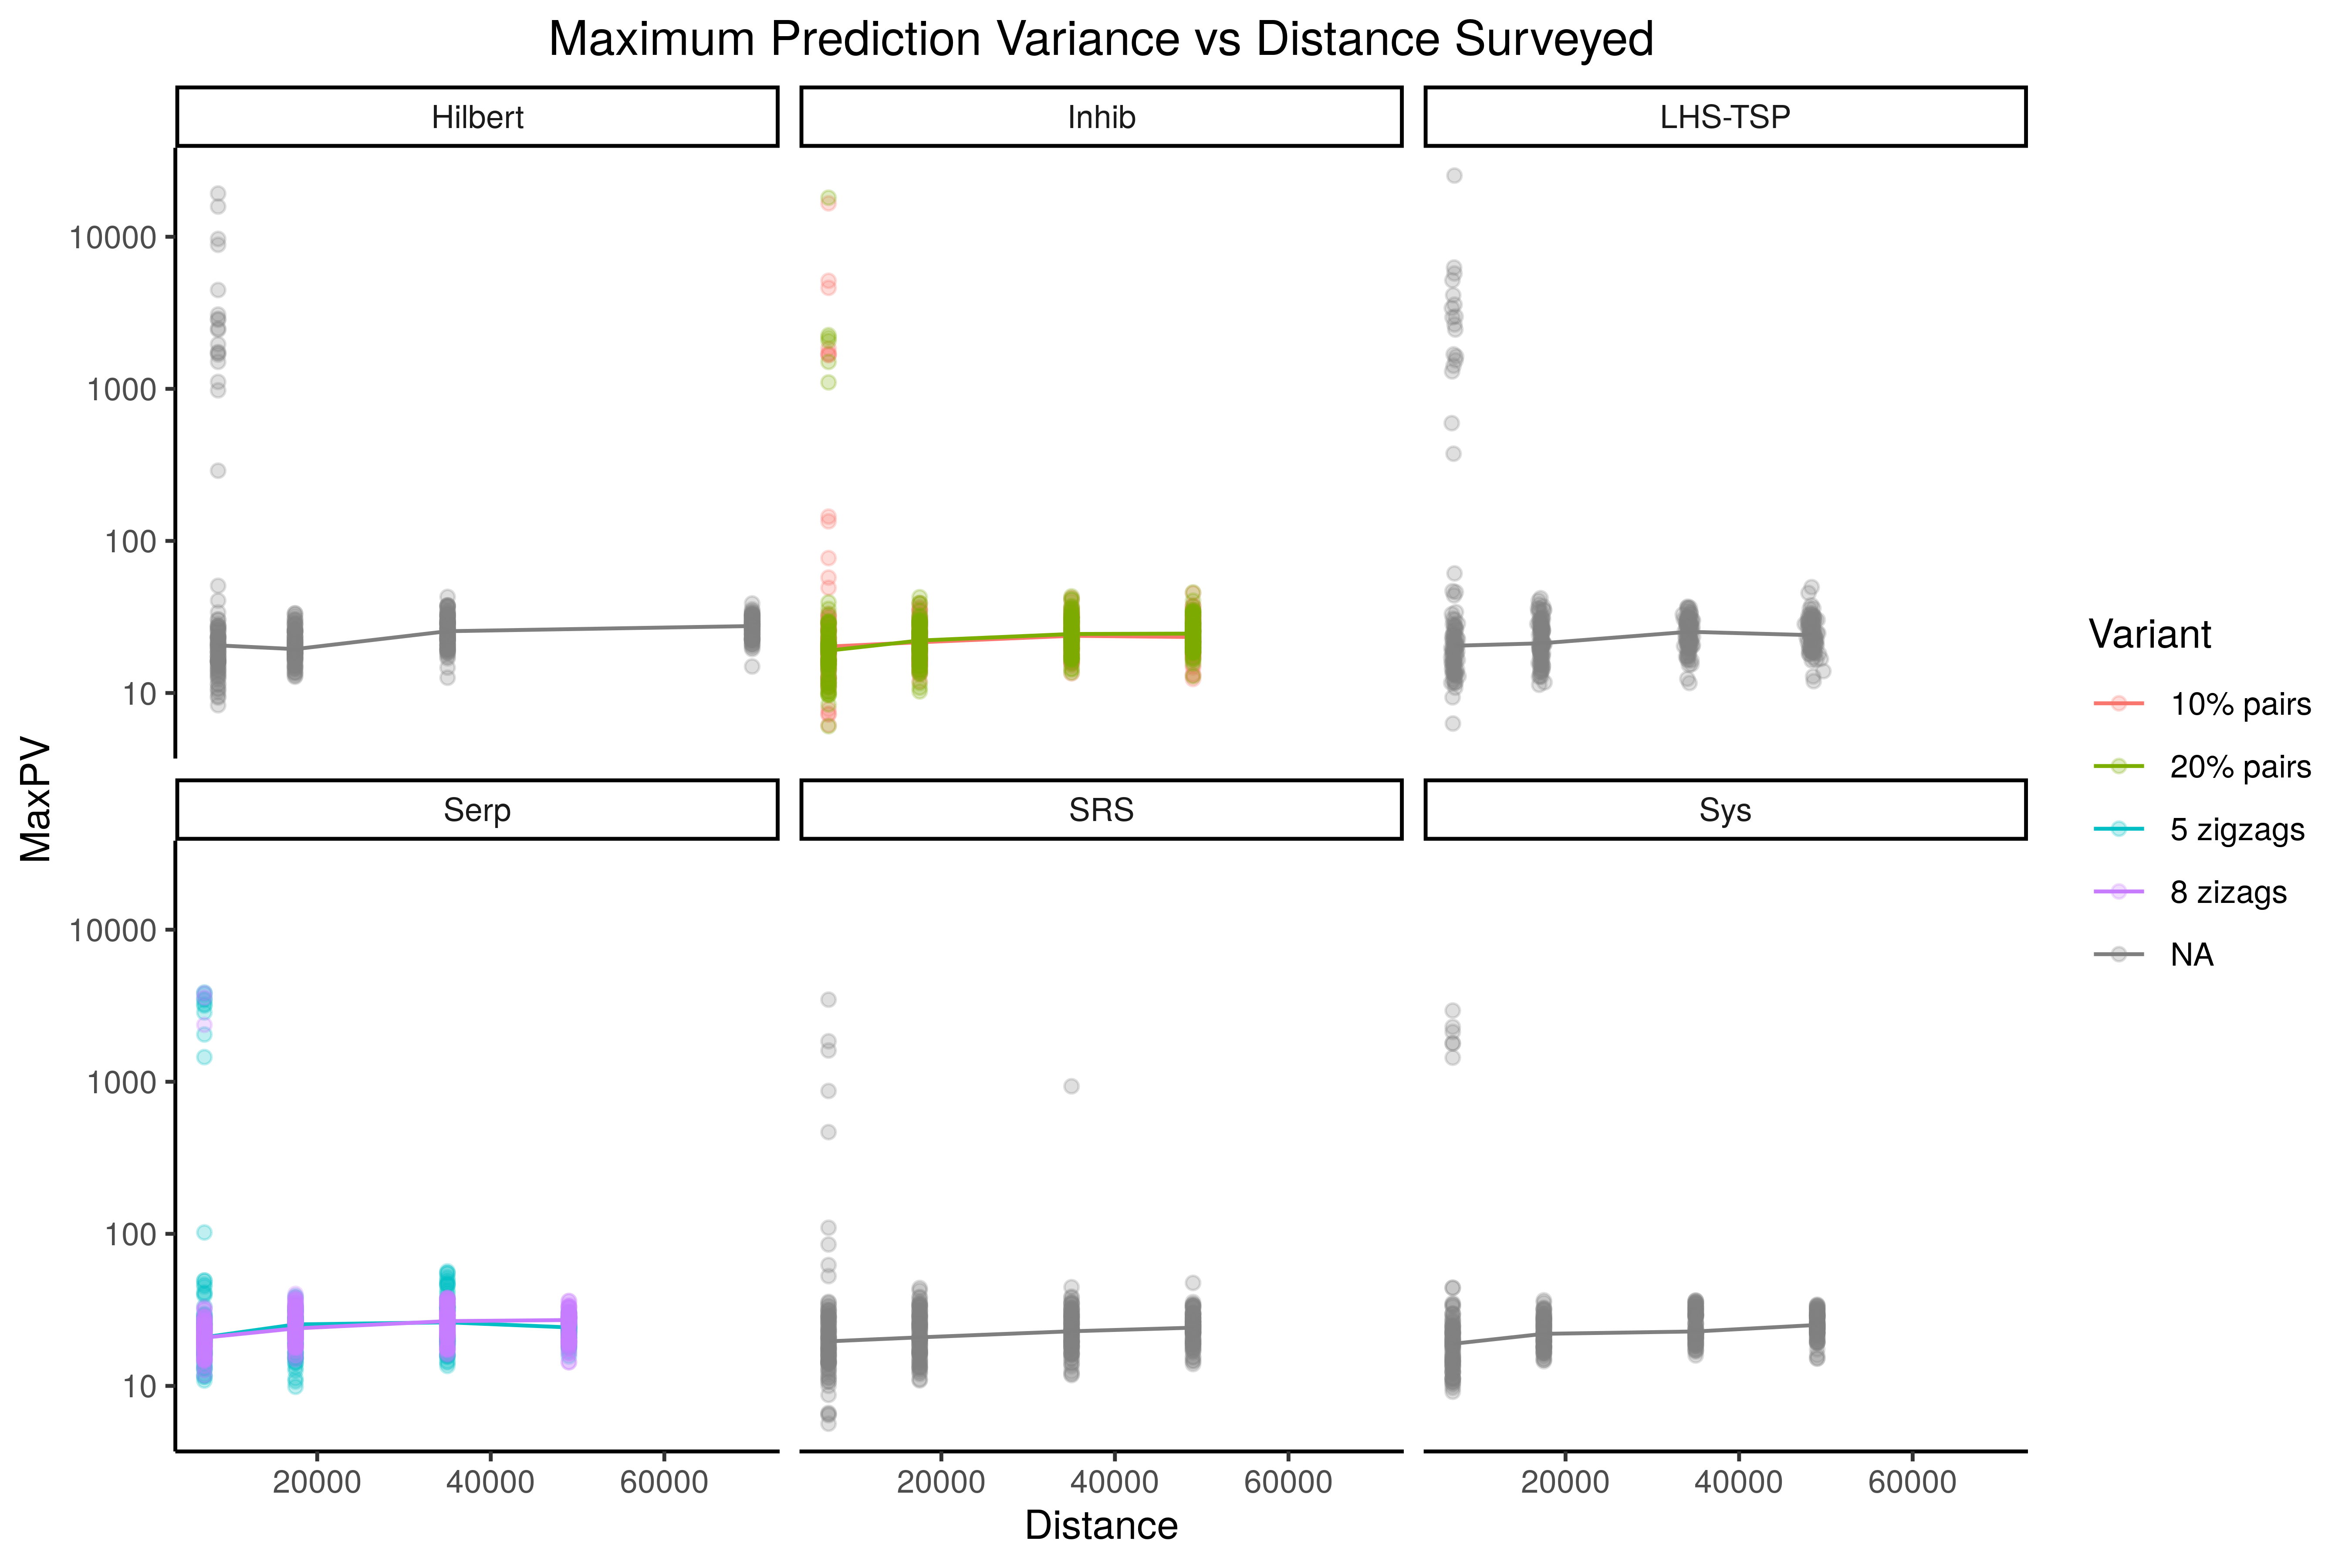 Maximum Prediction Variance vs Distance Surveyed
Hilbert
Inhib
LHS-TSP
10000
1000
100
10
MaxPV
Serp
SRS
Sys
10000
1000
100
10
20000 40000 60000
20000 40000 60000
20000 40000 60000
Distance
Variant
10% pairs
20% pairs
5 zigzags
8 zizags
NA